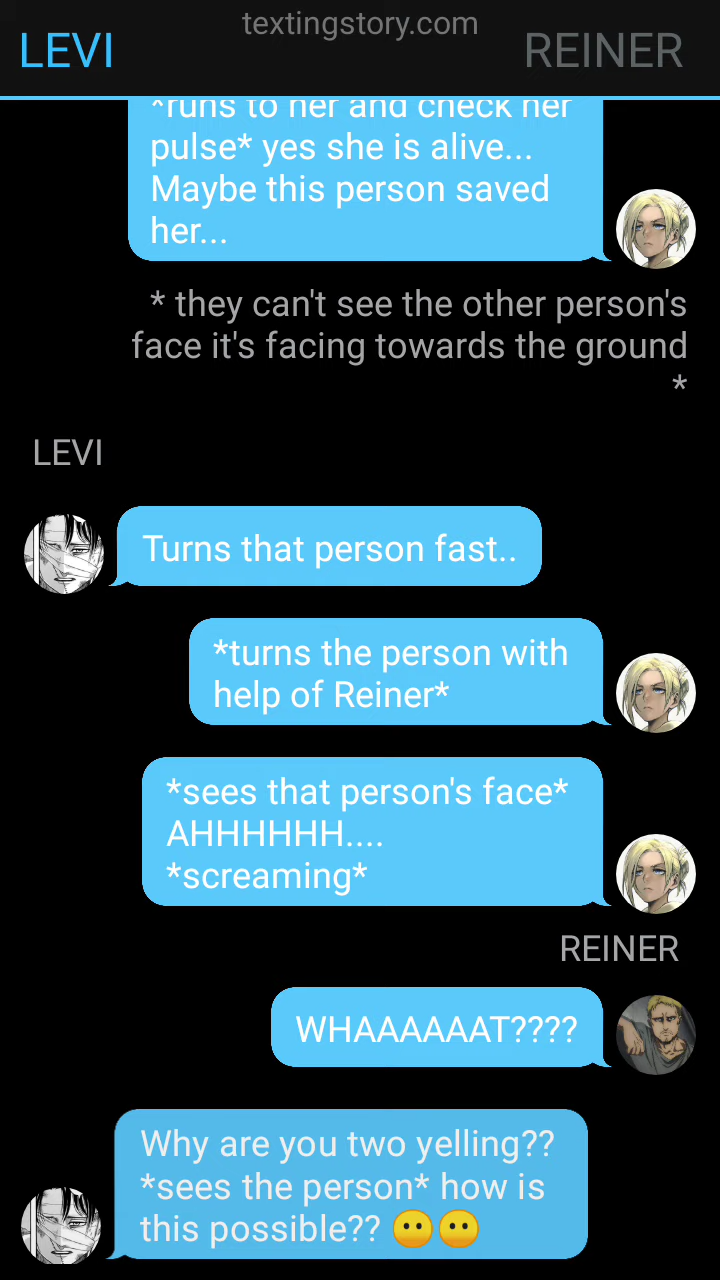 textingstory.com
LEVI
REINER
*runs to her and check her
pulse* yes she is alive...
Maybe this person saved
her...
* they can't see the other person's
face it's facing towards the ground
*
LEVI
Turns that person fast..
*turns the person with
help of Reiner*
*sees that person's face*
AHHHHHH....
*screaming*
REINER
WHAAAAAAT????
Why are you two yelling??
*sees the person* how is
this possible?? 😶😶